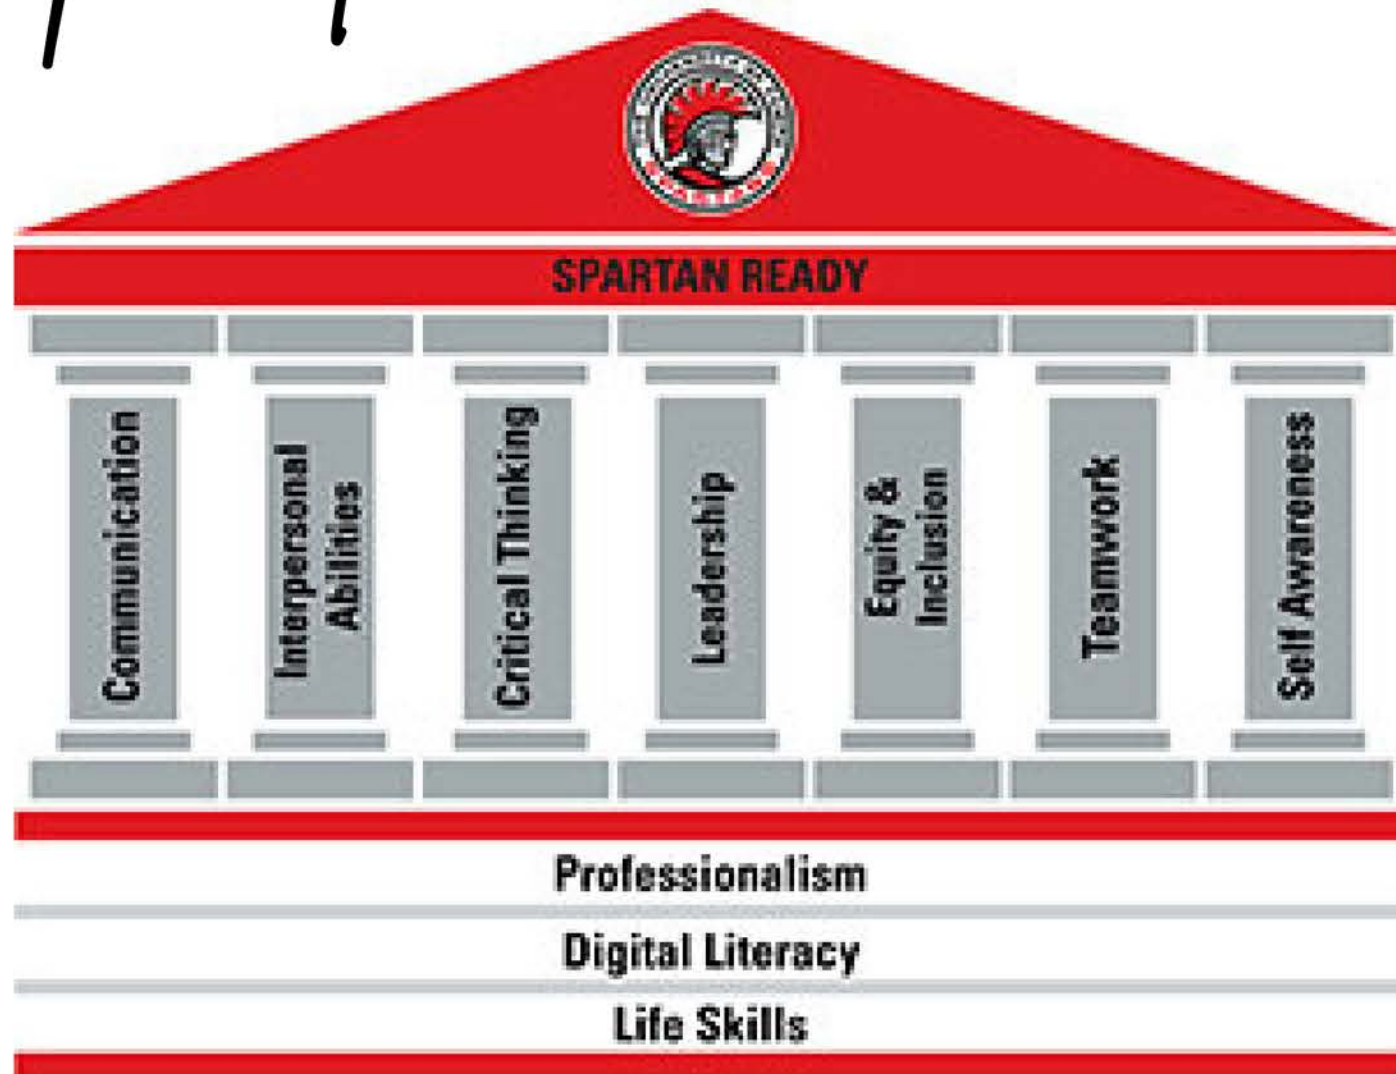 SPARTAN READY
Communication
Interpersonal
Abilities
Critical Thinking
Leadership
Equity &
Inclusion
Teamwork
Self Awareness
Professionalism
Digital Literacy
Life Skills